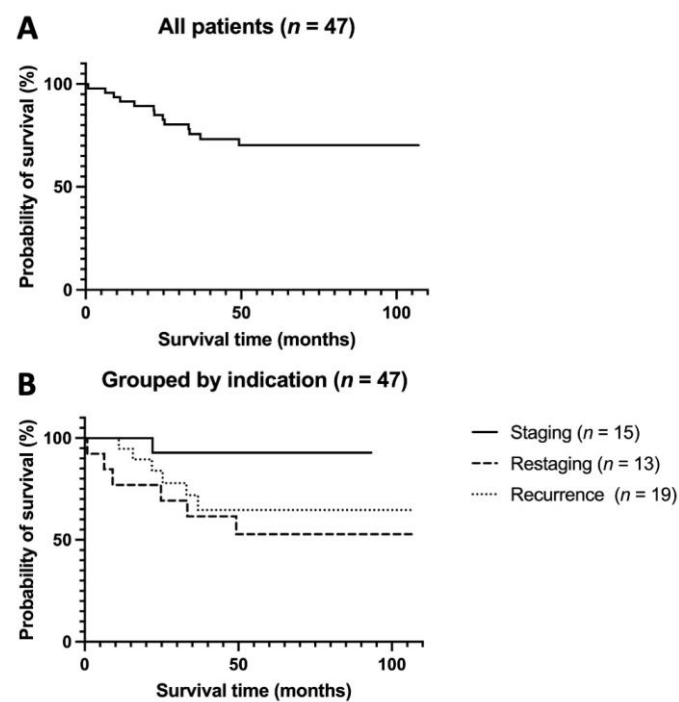 A
All patients (n = 47)
Probability of survival (%)
100
50
0
0 50 100
Survival time (months)
B
Grouped by indication (n = 47)
Probability of survival (%)
100
50
0
0 50 100
Survival time (months)
Staging (n = 15)
Restaging (n = 13)
Recurrence (n = 19)